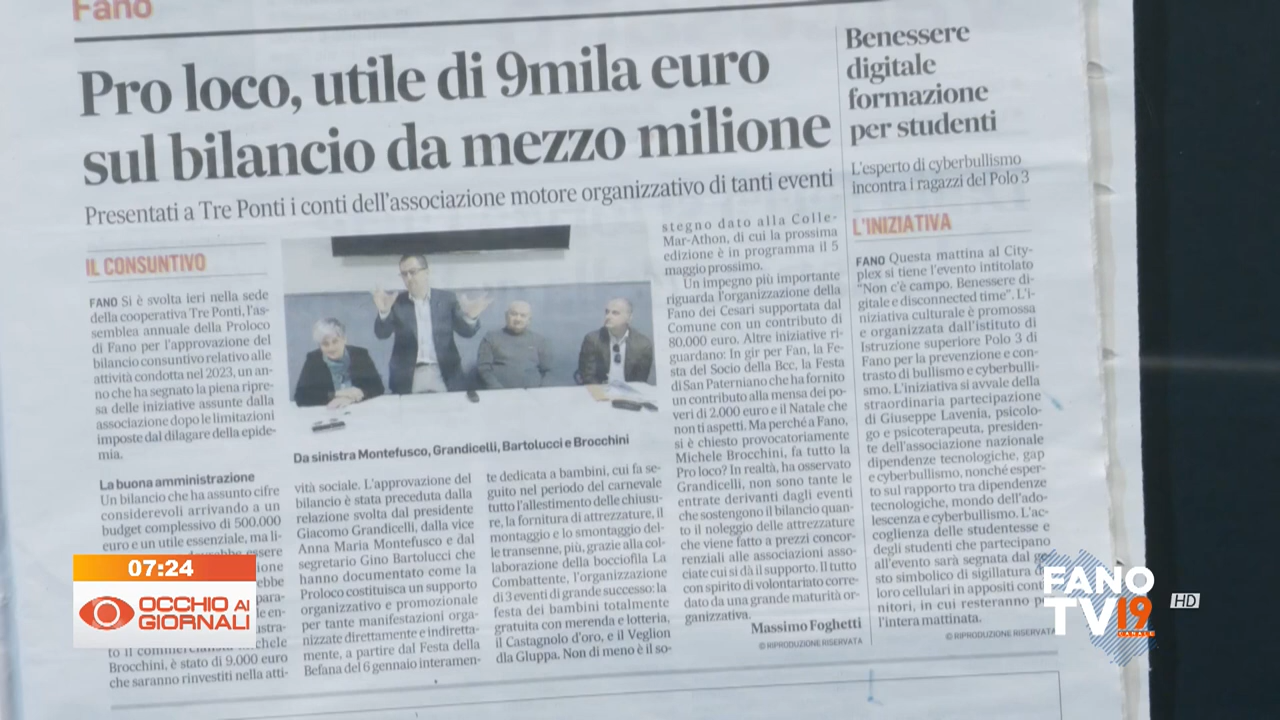 Fano
Pro loco, utile di 9mila euro
sul bilancio da mezzo milione
Presentati a Tre Ponti i conti dell'associazione motore organizzativo di tanti eventi
IL CONSUNTIVO
FANO Si è svolta ieri nella sede
della cooperativa Tre Ponti, l'as-
semblea annuale della Proloco
di Fano per l'approvazione del
bilancio consuntivo relativo alle
attività condotta nel 2023, un an-
no che ha segnato la piena ripre-
sa delle iniziative assunte dalla
associazione dopo le limitazioni
imposte dal dilagare della epide-
mia.
La buona amministrazione
Un bilancio che ha assunto cifre
considerevoli arrivando a un
budget complessivo di 500.000
euro e un utile essenziale, ma li-
essere
Brocchini, è stato di 9.000 euro
che saranno rinvestiti nella atti-
Da sinistra Montefusco, Grandicelli, Bartolucci e Brocchini
vità sociale. L'approvazione del
bilancio è stata preceduta dalla
relazione svolta dal presidente
Giacomo Grandicelli, dalla vice
Anna Maria Montefusco e dal
segretario Gino Bartolucci che
hanno documentato come la
Proloco costituisca un supporto
organizzativo e promozionale
per tante manifestazioni orga-
nizzate direttamente e indiretta-
mente, a partire dal Festa della
Befana del 6 gennaio interamen-
te dedicata a bambini, cui fa se-
guito nel periodo del carnevale
tutto l'allestimento delle chiusu-
re, la fornitura di attrezzature, il
montaggio e lo smontaggio del-
le transenne, più, grazie alla col-
laborazione della bocciofila La
Combattente, l'organizzazione
di 3 eventi di grande successo: la
festa dei bambini totalmente
gratuita con merenda e lotteria,
il Castagnolo d'oro, e il Veglion
dla Gluppa. Non di meno è il so-
stegno dato alla Colle-
Mar-Athon, di cui la prossima
edizione è in programma il 5
maggio prossimo.
Un impegno più importante
riguarda l'organizzazione della
Fano dei Cesari supportata dal
Comune con un contributo di
80.000 euro. Altre iniziative ri-
guardano: In gir per Fan, la Fe-
sta del Socio della Bcc, la Festa
di San Paterniano che ha fornito
un contributo alla mensa dei po-
veri di 2.000 euro e il Natale che
non ti aspetti. Ma perché a Fano,
si è chiesto provocatoriamente
Michele Brocchini, fa tutto la
Pro loco? In realtà, ha osservato
Grandicelli, non sono tante le
entrate derivanti dagli eventi
che sostengono il bilancio quan-
to il noleggio delle attrezzature
che viene fatto a prezzi concor-
renziali alle associazioni asso-
ciate cui si dà il supporto. Il tutto
con spirito di volontariato corre-
dato da una grande maturità or-
ganizzativa.
Massimo Foghetti
© RIPRODUZIONE RISERVATA
Benessere
digitale
formazione
per studenti
L'esperto di cyberbullismo
incontra i ragazzi del Polo 3
L'INIZIATIVA
FANO Questa mattina al City-
plex si tiene l'evento intitolato
"Non c'è campo. Benessere di-
gitale e disconnected time". L'i-
niziativa culturale è promossa
e organizzata dall'istituto di
Istruzione superiore Polo 3 di
Fano per la prevenzione e con-
trasto di bullismo e cyberbulli-
smo. L'iniziativa si avvale della
straordinaria partecipazione
di Giuseppe Lavenia, psicolo-
go e psicoterapeuta, presiden-
te dell'associazione nazionale
dipendenze tecnologiche, gap
e cyberbullismo, nonché esper-
to sul rapporto tra dipendenze
tecnologiche, mondo dell'ado-
lescenza e cyberbullismo. L'ac-
coglienza delle studentesse e
degli studenti che partecipano
all'evento sarà segnata dal ge-
sto simbolico di sigillatura d
loro cellulari in appositi conte
nitori, in cui resteranno p
l'intera mattinata.
© RIPRODUZIONE RISERVATA
07:24
OCCHIO AI
GIORNALI
FANO
TV19
CANALE
HD